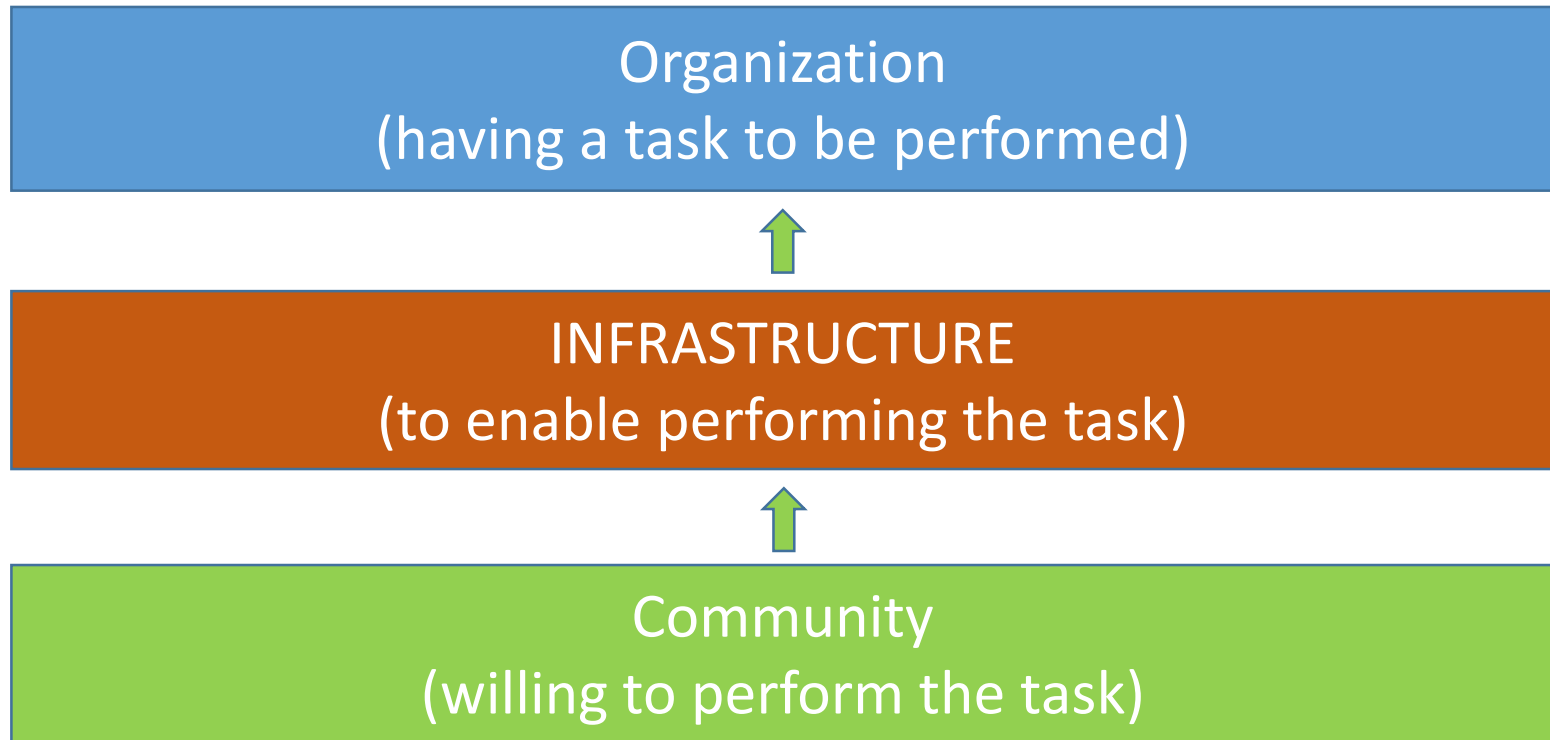 Organization
(having a task to be performed)
INFRASTRUCTURE
(to enable performing the task)
Community
(willing to perform the task)